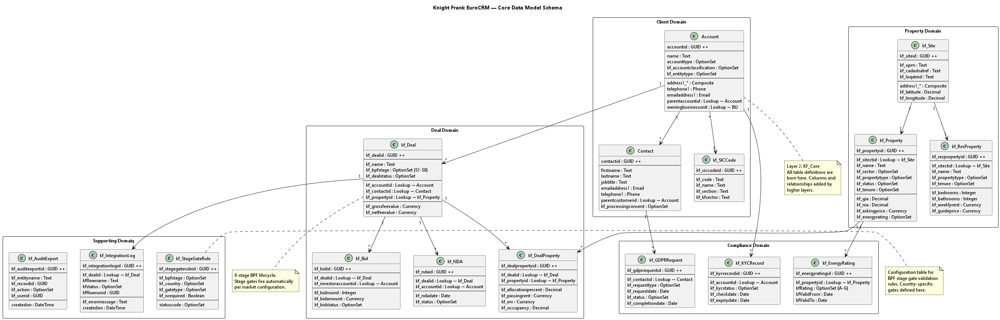 Knight Frank EuroCRM — Core Data Model Schema
Client Domain
C Account
accountid : GUID ++
name : Text
accounttype : OptionSet
kf_accountclassification : OptionSet
kf_entitytype : OptionSet
address1_* : Composite
telephone1 : Phone
emailaddress1 : Email
parentaccountid : Lookup → Account
owningbusinessunit : Lookup → BU
1
1
1
*
*
1
C Contact
contactid : GUID ++
firstname : Text
lastname : Text
jobtitle : Text
emailaddress1 : Email
telephone1 : Phone
parentcustomerid : Lookup → Account
kf_processingconsent : OptionSet
1
C kf_SICCode
kf_siccodeid : GUID ++
kf_code : Text
kf_name : Text
kf_section : Text
kf_kfsector : Text
Layer 2: KF_Core
All table definitions are
born here. Columns and
relationships added by
higher layers.
Property Domain
C kf_Site
kf_siteid : GUID ++
kf_uprn : Text
kf_cadastralref : Text
kf_loqateid : Text
address1_* : Composite
kf_latitude : Decimal
kf_longitude : Decimal
1
1
1
1
C kf_Property
kf_propertyid : GUID ++
kf_sitectid : Lookup → kf_Site
kf_name : Text
kf_sector : OptionSet
kf_propertytype : OptionSet
kf_status : OptionSet
kf_tenure : OptionSet
kf_gia : Decimal
kf_nia : Decimal
kf_askingprice : Currency
kf_energyrating : OptionSet
1
1
C kf_ResProperty
kf_respropertyid : GUID ++
kf_sitectid : Lookup → kf_Site
kf_name : Text
kf_propertytype : OptionSet
kf_tenure : OptionSet
kf_bedrooms : Integer
kf_bathrooms : Integer
kf_weeklyrent : Currency
kf_guideprice : Currency
Deal Domain
C kf_Deal
kf_dealid : GUID ++
kf_name : Text
kf_bpfstage : OptionSet (S1-S8)
kf_dealstatus : OptionSet
kf_accountid : Lookup → Account
kf_contactid : Lookup → Contact
kf_propertyid : Lookup → kf_Property
kf_grossfeevalue : Currency
kf_netfeevalue : Currency
*
1
1
1
1
*
*
*
*
C kf_Bid
kf_bidid : GUID ++
kf_dealid : Lookup → kf_Deal
kf_investoraccountid : Lookup → Account
kf_bidround : Integer
kf_bidamount : Currency
kf_bidstatus : OptionSet
C kf_NDA
kf_ndaid : GUID ++
kf_dealid : Lookup → kf_Deal
kf_accountid : Lookup → Account
kf_ndadate : Date
kf_status : OptionSet
C kf_DealProperty
kf_dealpropertyid : GUID ++
kf_dealid : Lookup → kf_Deal
kf_propertyid : Lookup → kf_Property
kf_allocationpercent : Decimal
kf_passingrent : Currency
kf_erv : Currency
kf_occupancy : Decimal
8-stage BPF lifecycle.
Stage gates fire automatically
per market configuration.
Supporting Domain
*
C kf_AuditExport
kf_auditexportid : GUID ++
kf_entityname : Text
kf_recordid : GUID
kf_action : OptionSet
kf_userid : GUID
createdon : DateTime
C kf_IntegrationLog
kf_integrationlogid : GUID ++
kf_dealid : Lookup → kf_Deal
kfflowname : Text
kfstatus : OptionSet
kfflowrunid : GUID
kf_errormessage : Text
createdon : DateTime
C kf_StageGateRule
kf_stagegateruleid : GUID ++
kf_bpfstage : OptionSet
kf_country : OptionSet
kf_gatetype : OptionSet
kf_isrequired : Boolean
statuscode : OptionSet
Compliance Domain
*
*
*
C kf_GDPRRequest
kf_gdprrequestid : GUID ++
kf_contactid : Lookup → Contact
kf_requesttype : OptionSet
kf_requestdate : Date
kf_status : OptionSet
kf_completiondate : Date
C kf_KYCRecord
kf_kycrecordid : GUID ++
kf_accountid : Lookup → Account
kf_kycstatus : OptionSet
kf_checkdate : Date
kf_expirydate : Date
C kf_EnergyRating
kf_energyratingid : GUID ++
kf_propertyid : Lookup → kf_Property
kfRating : OptionSet (A-G)
kfValidFrom : Date
kfValidTo : Date
Configuration table for
BPF stage gate validation
rules. Country-specific
gates defined here.